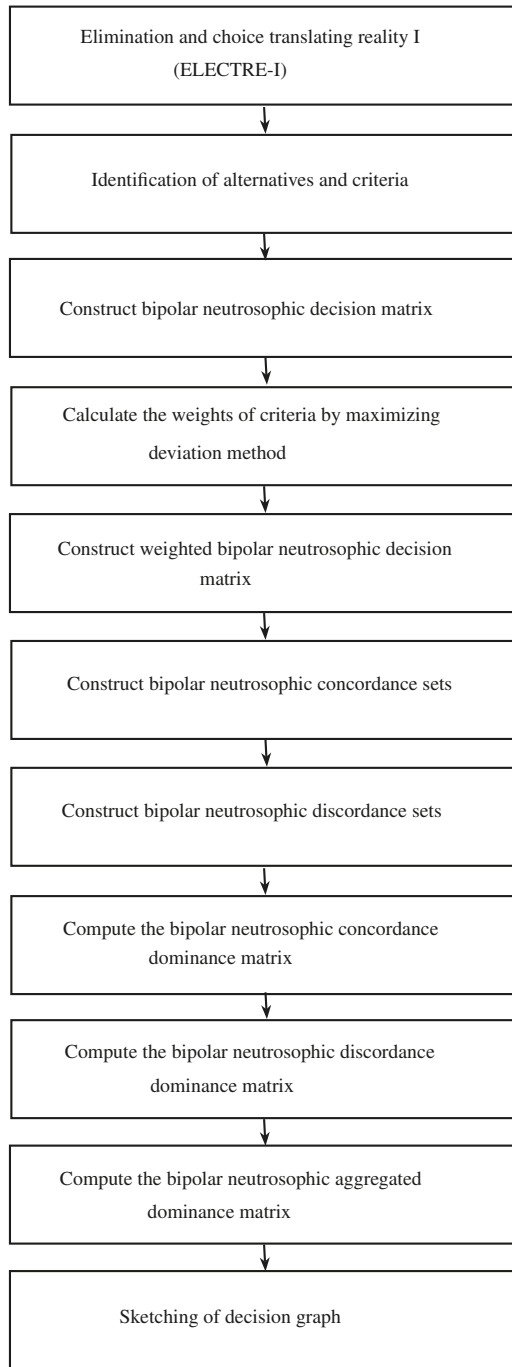 Elimination and choice translating reality I
(ELECTRE-I)
Identification of alternatives and criteria
Construct bipolar neutrosophic decision matrix
Calculate the weights of criteria by maximizing
deviation method
Construct weighted bipolar neutrosophic decision
matrix
Construct bipolar neutrosophic concordance sets
Construct bipolar neutrosophic discordance sets
Compute the bipolar neutrosophic concordance
dominance matrix
Compute the bipolar neutrosophic discordance
dominance matrix
Compute the bipolar neutrosophic aggregated
dominance matrix
Sketching of decision graph